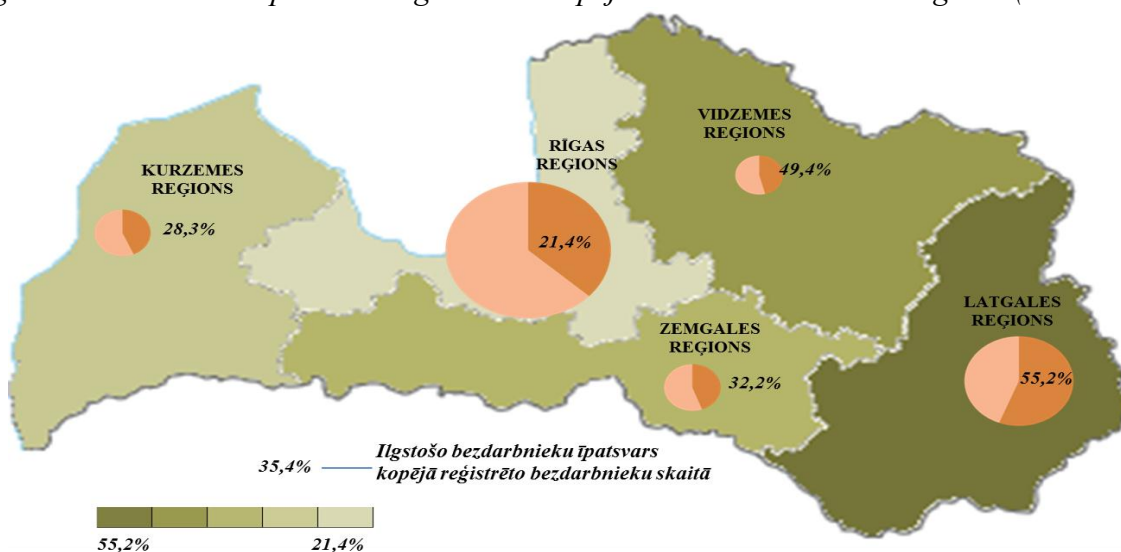 VIDZEMES
REĢIONS
49,4%
RĪGAS
REĢIONS
21,4%
KURZEMES
REĢIONS
28,3%
LATGALES
REĢIONS
55,2%
ZEMGALES
REĢIONS
32,2%
35,4%
Ilgstošo bezdarbnieku īpatsvars
kopējā reģistrēto bezdarbnieku skaitā
55,2% 21,4%